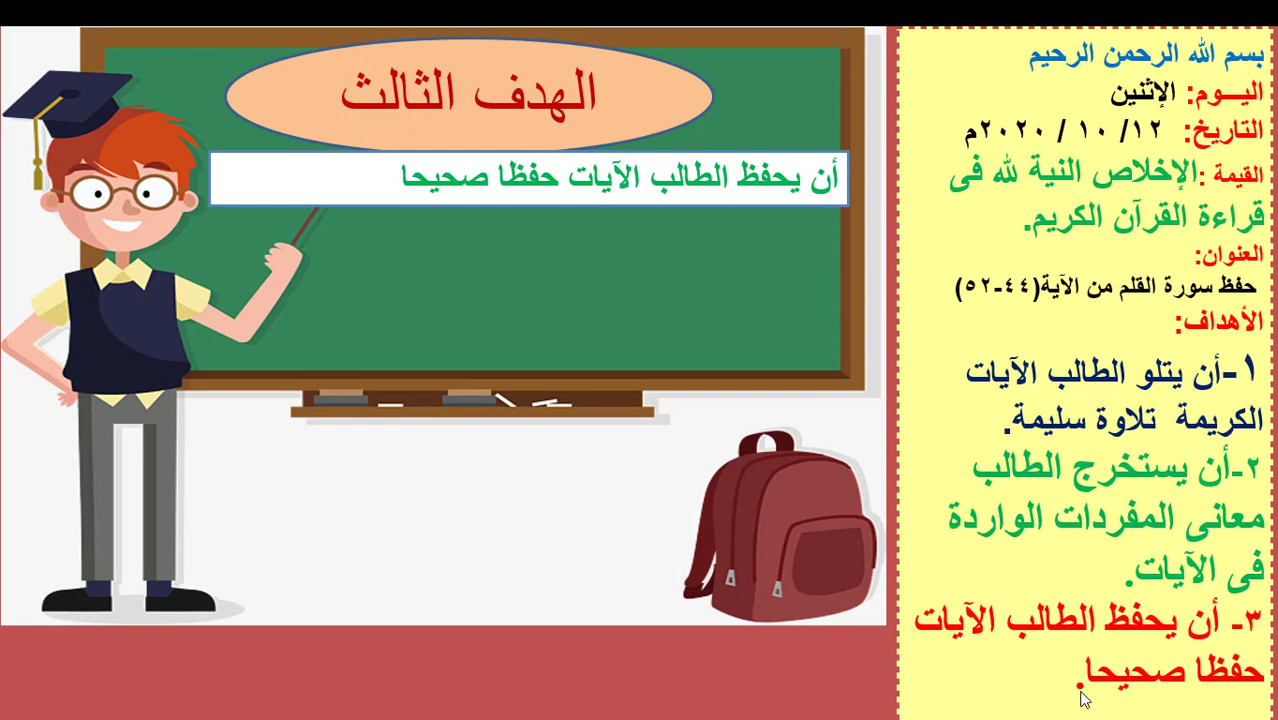 الهدف الثالث
أن يحفظ الطالب الآيات حفظا صحيحا
بسم الله الرحمن الرحيم
اليـــوم: الإثنين
التاريخ: ١٢/ ١٠ / ٢٠٢٠م
القيمة :الإخلاص النية لله فى
قراءة القرآن الكريم.
العنوان:
حفظ سورة القلم من الآية(٤٤-٥٢)
الأهداف:
١-أن يتلو الطالب الآيات
الكريمة تلاوة سليمة.
٢-أن يستخرج الطالب
معانى المفردات الواردة
فى الآيات.
٣- أن يحفظ الطالب الآيات
حفظا صحيحا.